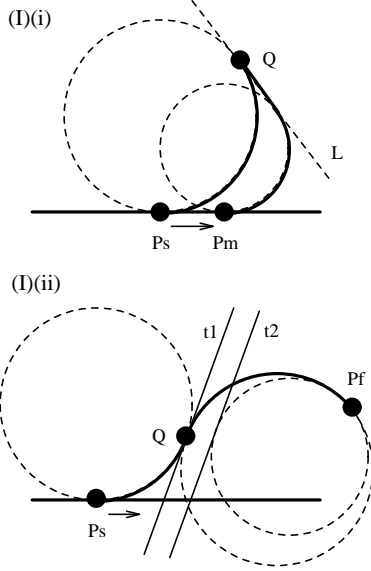 (I)(i)
Q
L
Ps
Pm
(I)(ii)
t1
t2
Pf
Q
Ps